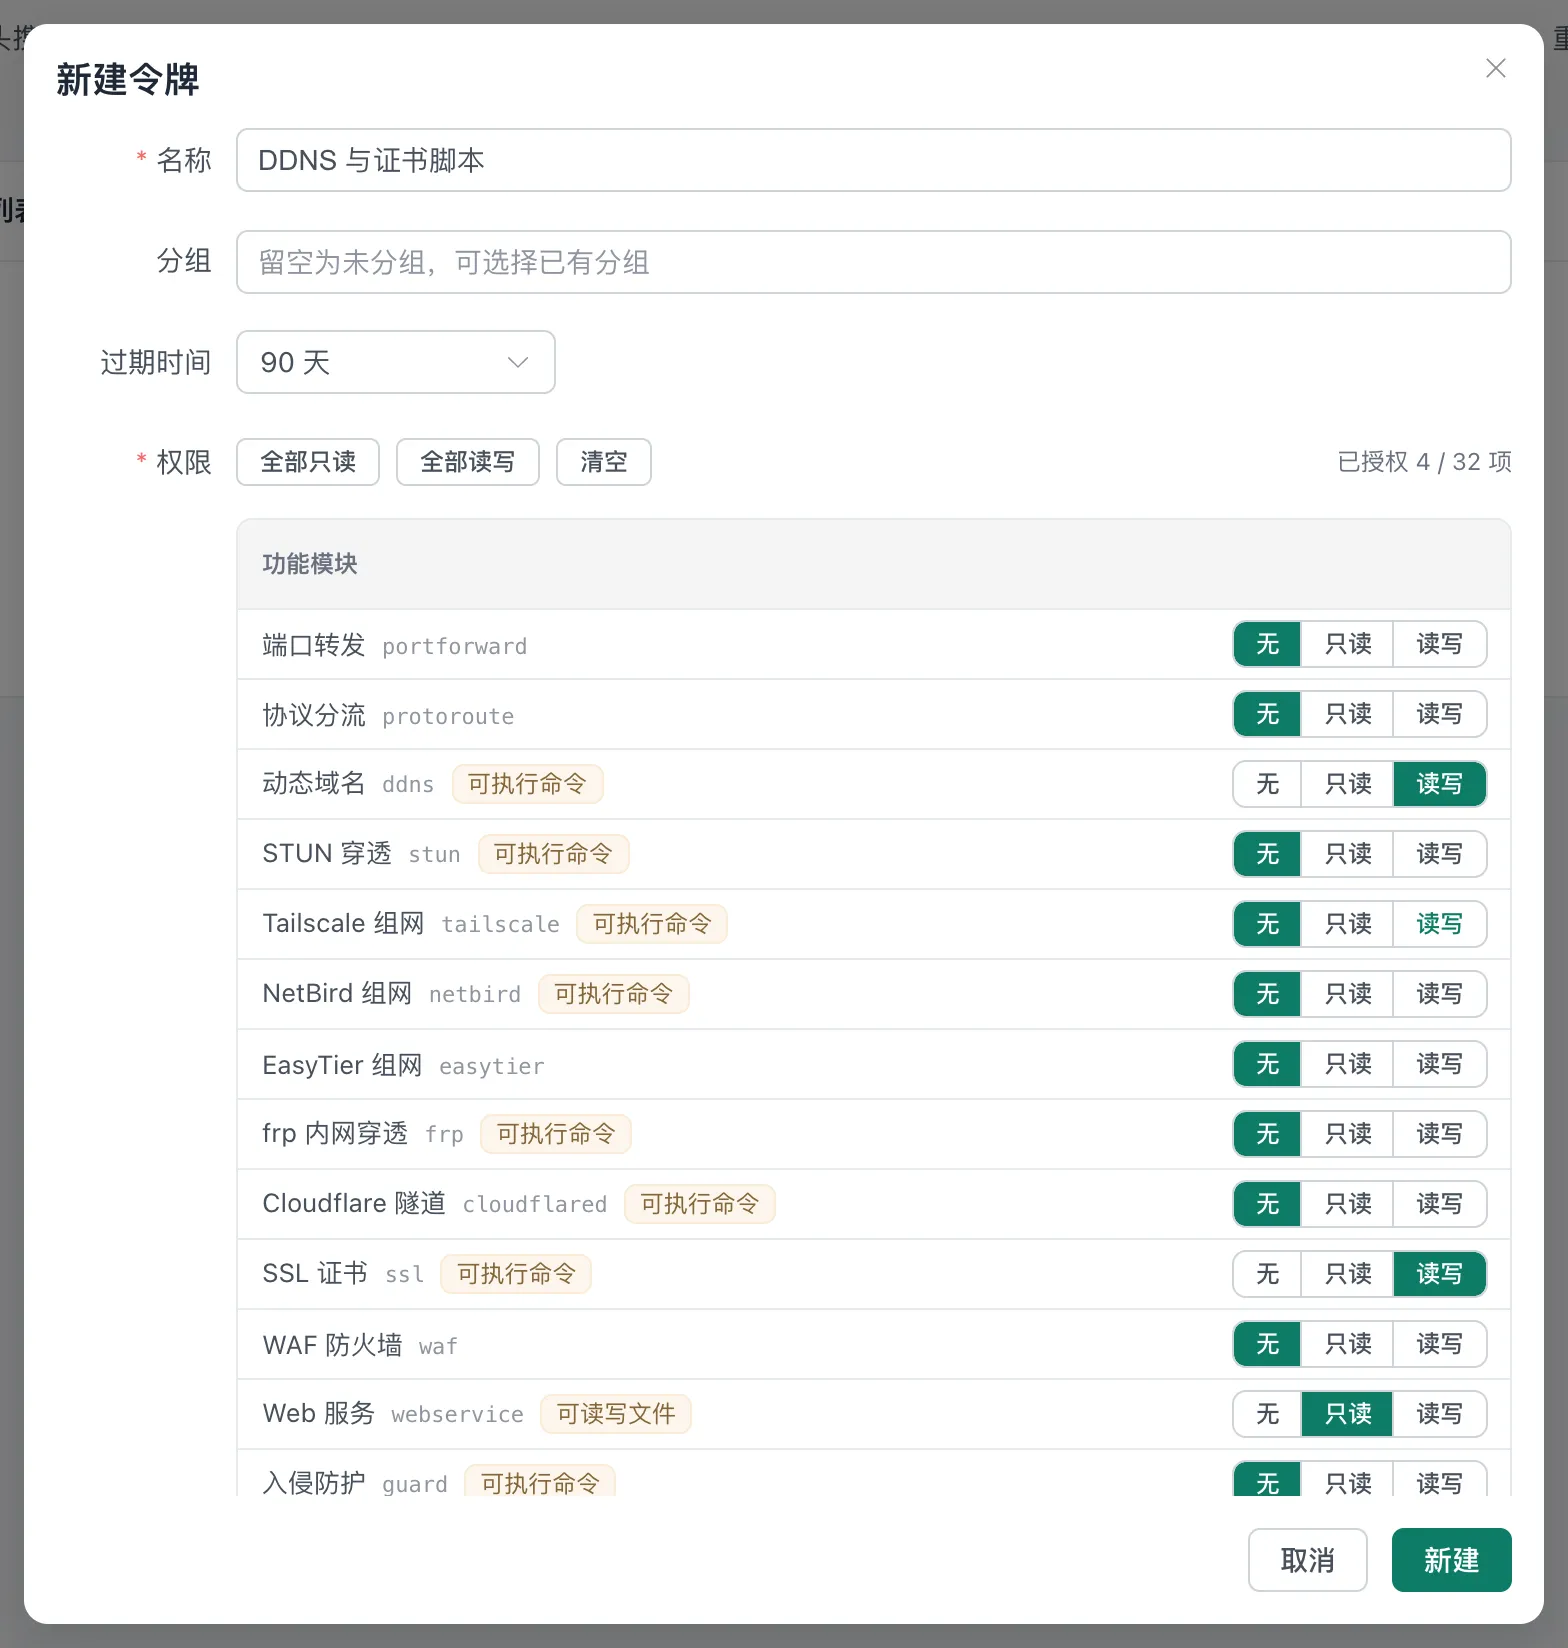 新建令牌
* 名称 DDNS 与证书脚本
分组 留空为未分组，可选择已有分组
过期时间 90 天
* 权限 全部只读 全部读写 清空 已授权 4 / 32 项
功能模块
端口转发 portforward 无 只读 读写
协议分流 protoroute 无 只读 读写
动态域名 ddns 可执行命令 无 只读 读写
STUN 穿透 stun 可执行命令 无 只读 读写
Tailscale 组网 tailscale 可执行命令 无 只读 读写
NetBird 组网 netbird 可执行命令 无 只读 读写
EasyTier 组网 easytier 无 只读 读写
frp 内网穿透 frp 可执行命令 无 只读 读写
Cloudflare 隧道 cloudflared 可执行命令 无 只读 读写
SSL 证书 ssl 可执行命令 无 只读 读写
WAF 防火墙 waf 无 只读 读写
Web 服务 webservice 可读写文件 无 只读 读写
入侵防护 guard 可执行命令 无 只读 读写
取消 新建